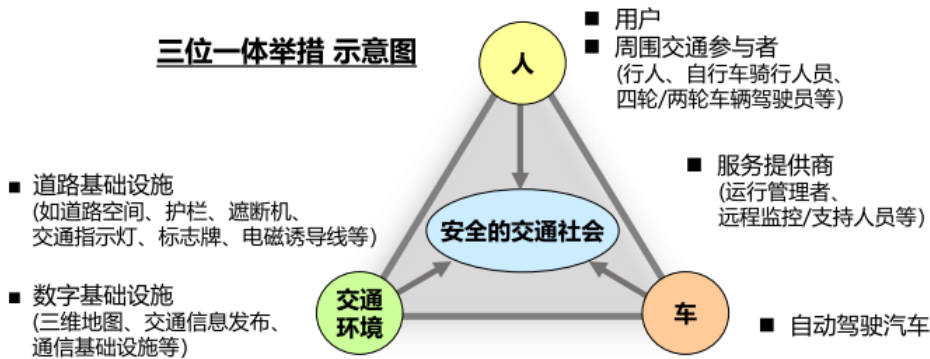 三位一体举措 示意图
人
■ 用户
■ 周围交通参与者
(行人、自行车骑行人员、
四轮/两轮车辆驾驶员等)
■ 服务提供商
(运行管理者、
远程监控/支持人员等)
■ 道路基础设施
(如道路空间、护栏、遮断机、
交通指示灯、标志牌、电磁诱导线等)
安全的交通社会
■ 数字基础设施
(三维地图、交通信息发布、
通信基础设施等)
交通
环境
车
■ 自动驾驶汽车